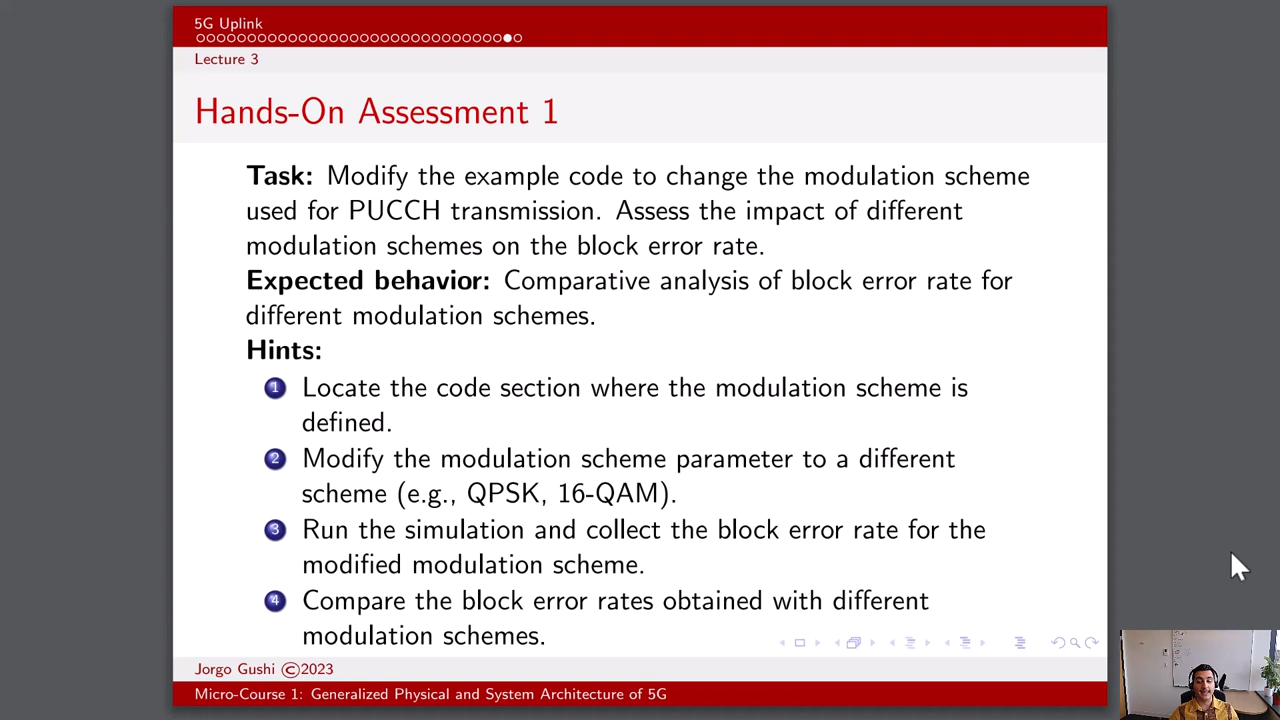 5G Uplink
Lecture 3
Hands-On Assessment 1
Task: Modify the example code to change the modulation scheme
used for PUCCH transmission. Assess the impact of different
modulation schemes on the block error rate.
Expected behavior: Comparative analysis of block error rate for
different modulation schemes.
Hints:
1 Locate the code section where the modulation scheme is
defined.
2 Modify the modulation scheme parameter to a different
scheme (e.g., QPSK, 16-QAM).
3 Run the simulation and collect the block error rate for the
modified modulation scheme.
4 Compare the block error rates obtained with different
modulation schemes.
Jorgo Gushi ©2023
Micro-Course 1: Generalized Physical and System Architecture of 5G